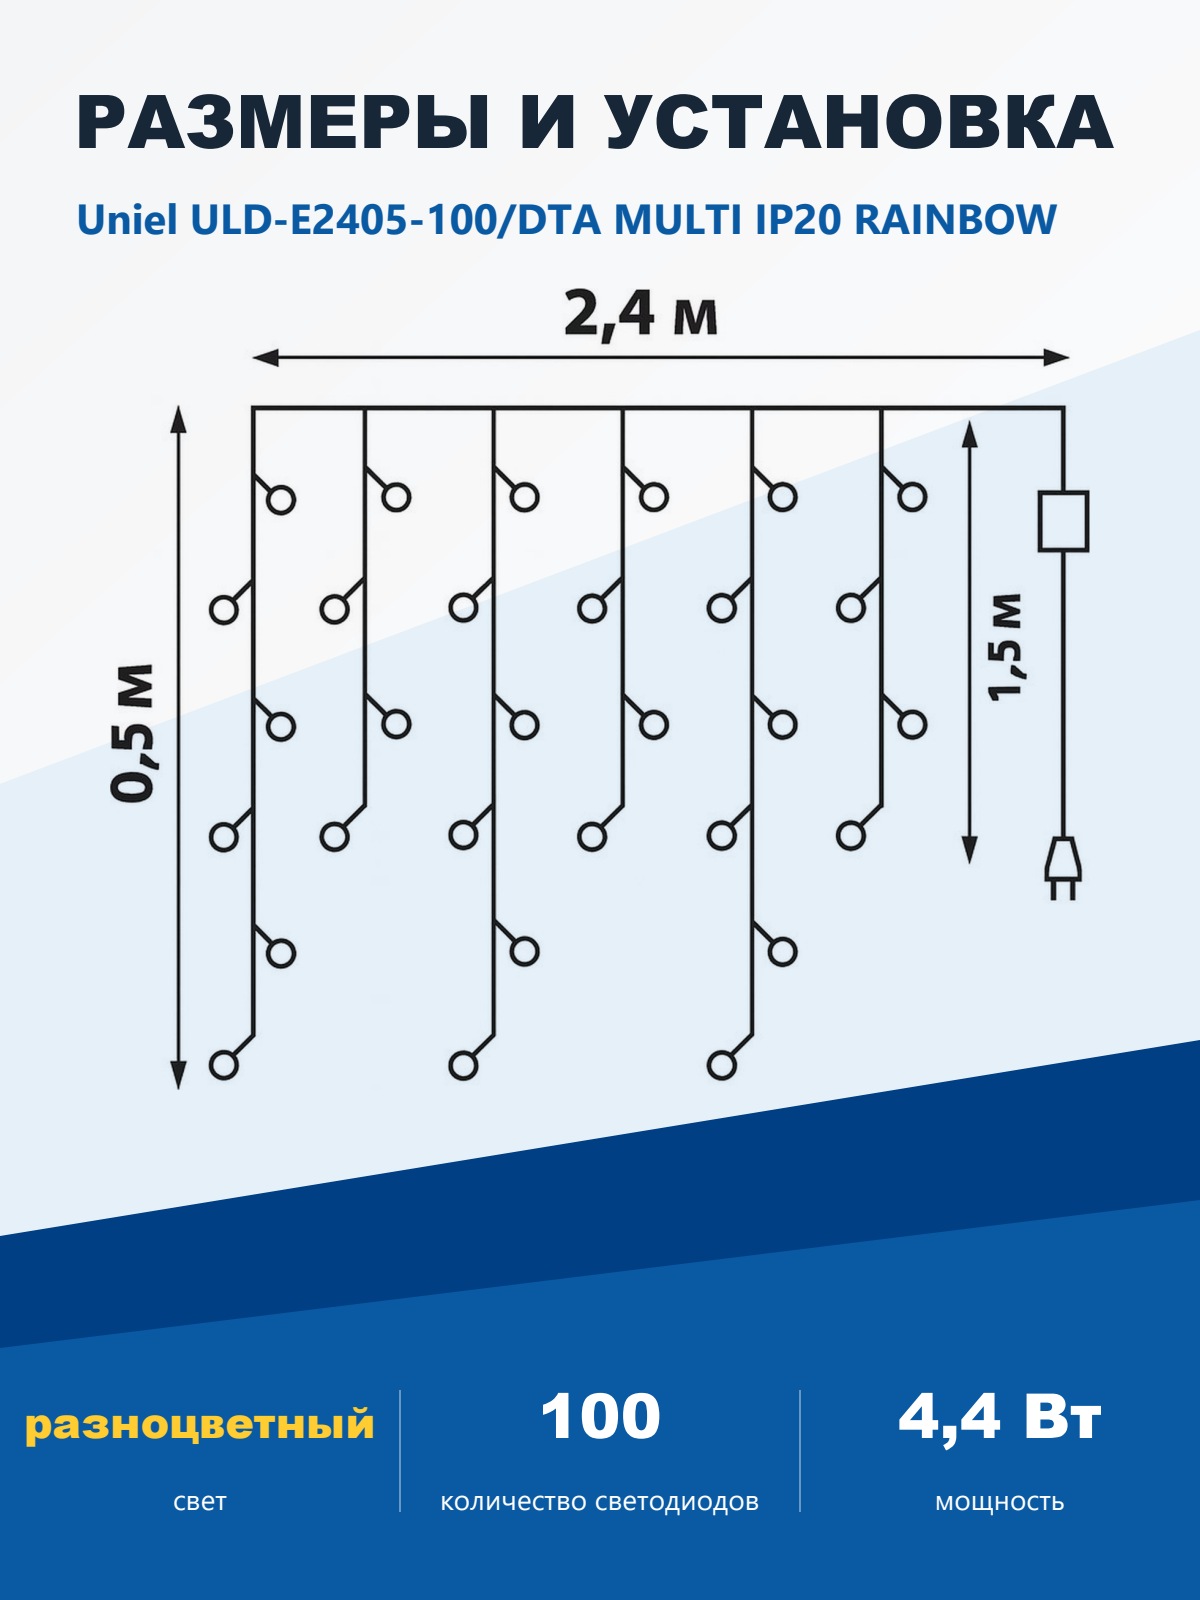 РАЗМЕРЫ И УСТАНОВКА
Uniel ULD-E2405-100/DTA MULTI IP20 RAINBOW
2,4 м
0,5 м
1,5 м
разноцветный
свет
100
количество светодиодов
4,4 Вт
мощность